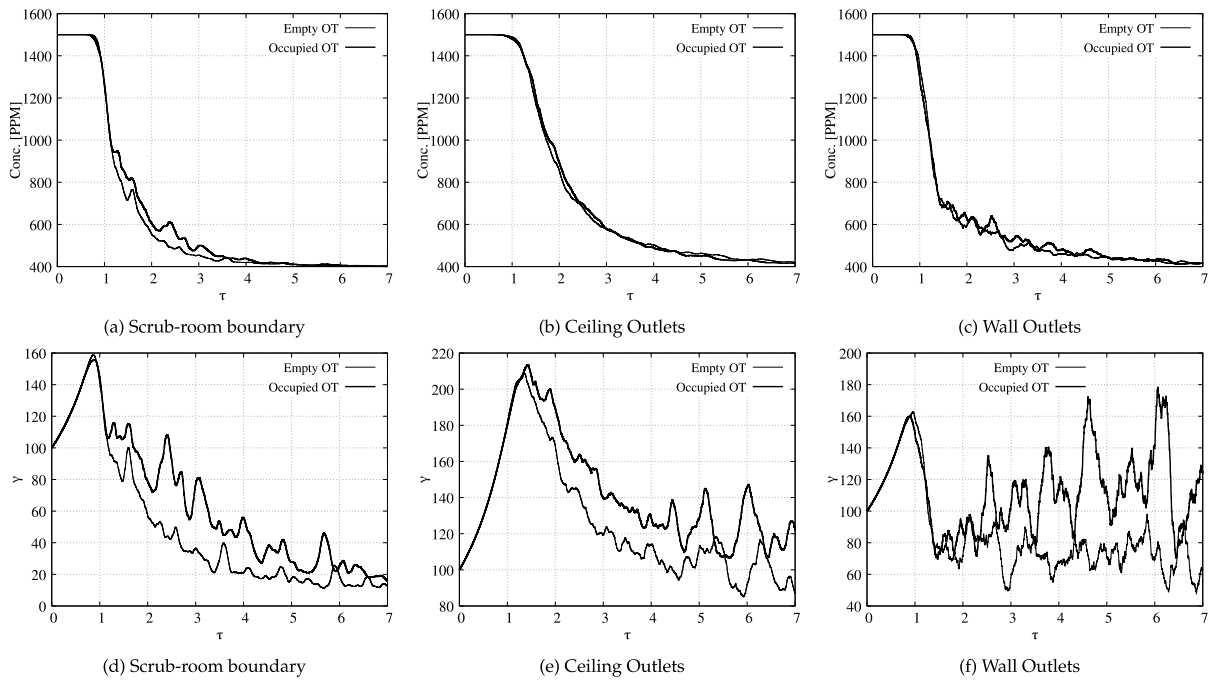 1600
1400
1200
1000
800
600
400
Conc. [PPM]
Empty OT
Occupied OT
0 1 2 3 4 5 6 7
τ
(a) Scrub-room boundary
1600
1400
1200
1000
800
600
400
Conc. [PPM]
Empty OT
Occupied OT
0 1 2 3 4 5 6 7
τ
(b) Ceiling Outlets
1600
1400
1200
1000
800
600
400
Conc. [PPM]
Empty OT
Occupied OT
0 1 2 3 4 5 6 7
τ
(c) Wall Outlets
160
140
120
100
80
60
40
20
0
γ
Empty OT
Occupied OT
0 1 2 3 4 5 6 7
τ
(d) Scrub-room boundary
220
200
180
160
140
120
100
80
γ
Empty OT
Occupied OT
0 1 2 3 4 5 6 7
τ
(e) Ceiling Outlets
200
180
160
140
120
100
80
60
40
γ
Empty OT
Occupied OT
0 1 2 3 4 5 6 7
τ
(f) Wall Outlets